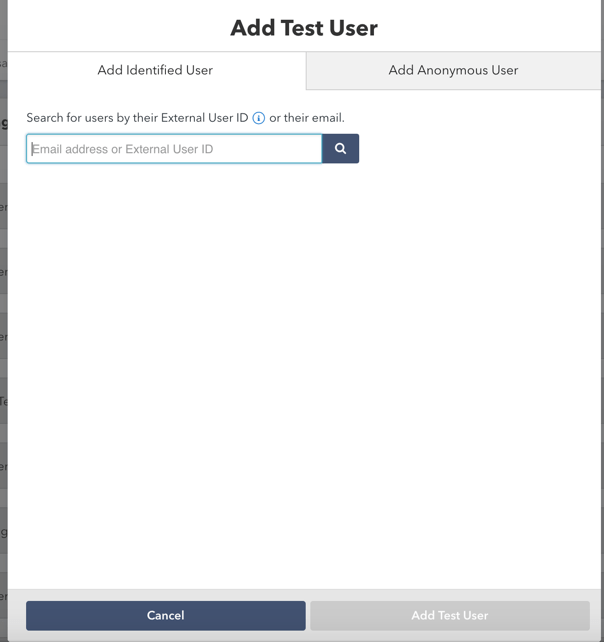 Add Test User
Add Identified User
Add Anonymous User
Search for users by their External User ID i or their email.
Email address or External User ID
Cancel
Add Test User